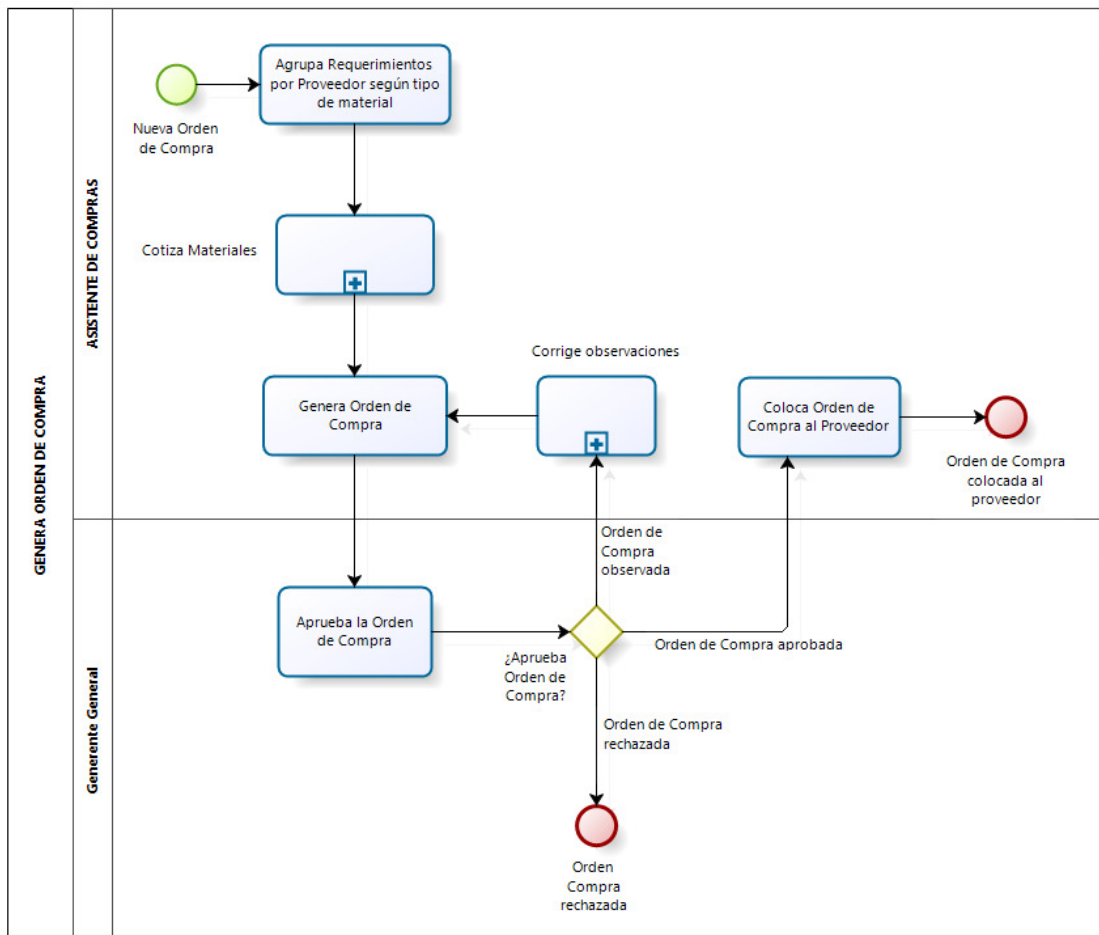 GENERA ORDEN DE COMPRA
ASISTENTE DE COMPRAS
Nueva Orden
de Compra
Agrupa Requerimientos
por Proveedor según tipo
de material
Cotiza Materiales
Genera Orden de
Compra
Corrige observaciones
Coloca Orden de
Compra al Proveedor
Orden de Compra
colocada al
proveedor
Generente General
Aprueba la Orden
de Compra
¿Aprueba
Orden de
Compra?
Orden de
Compra
observada
Orden de Compra aprobada
Orden de Compra
rechazada
Orden
Compra
rechazada